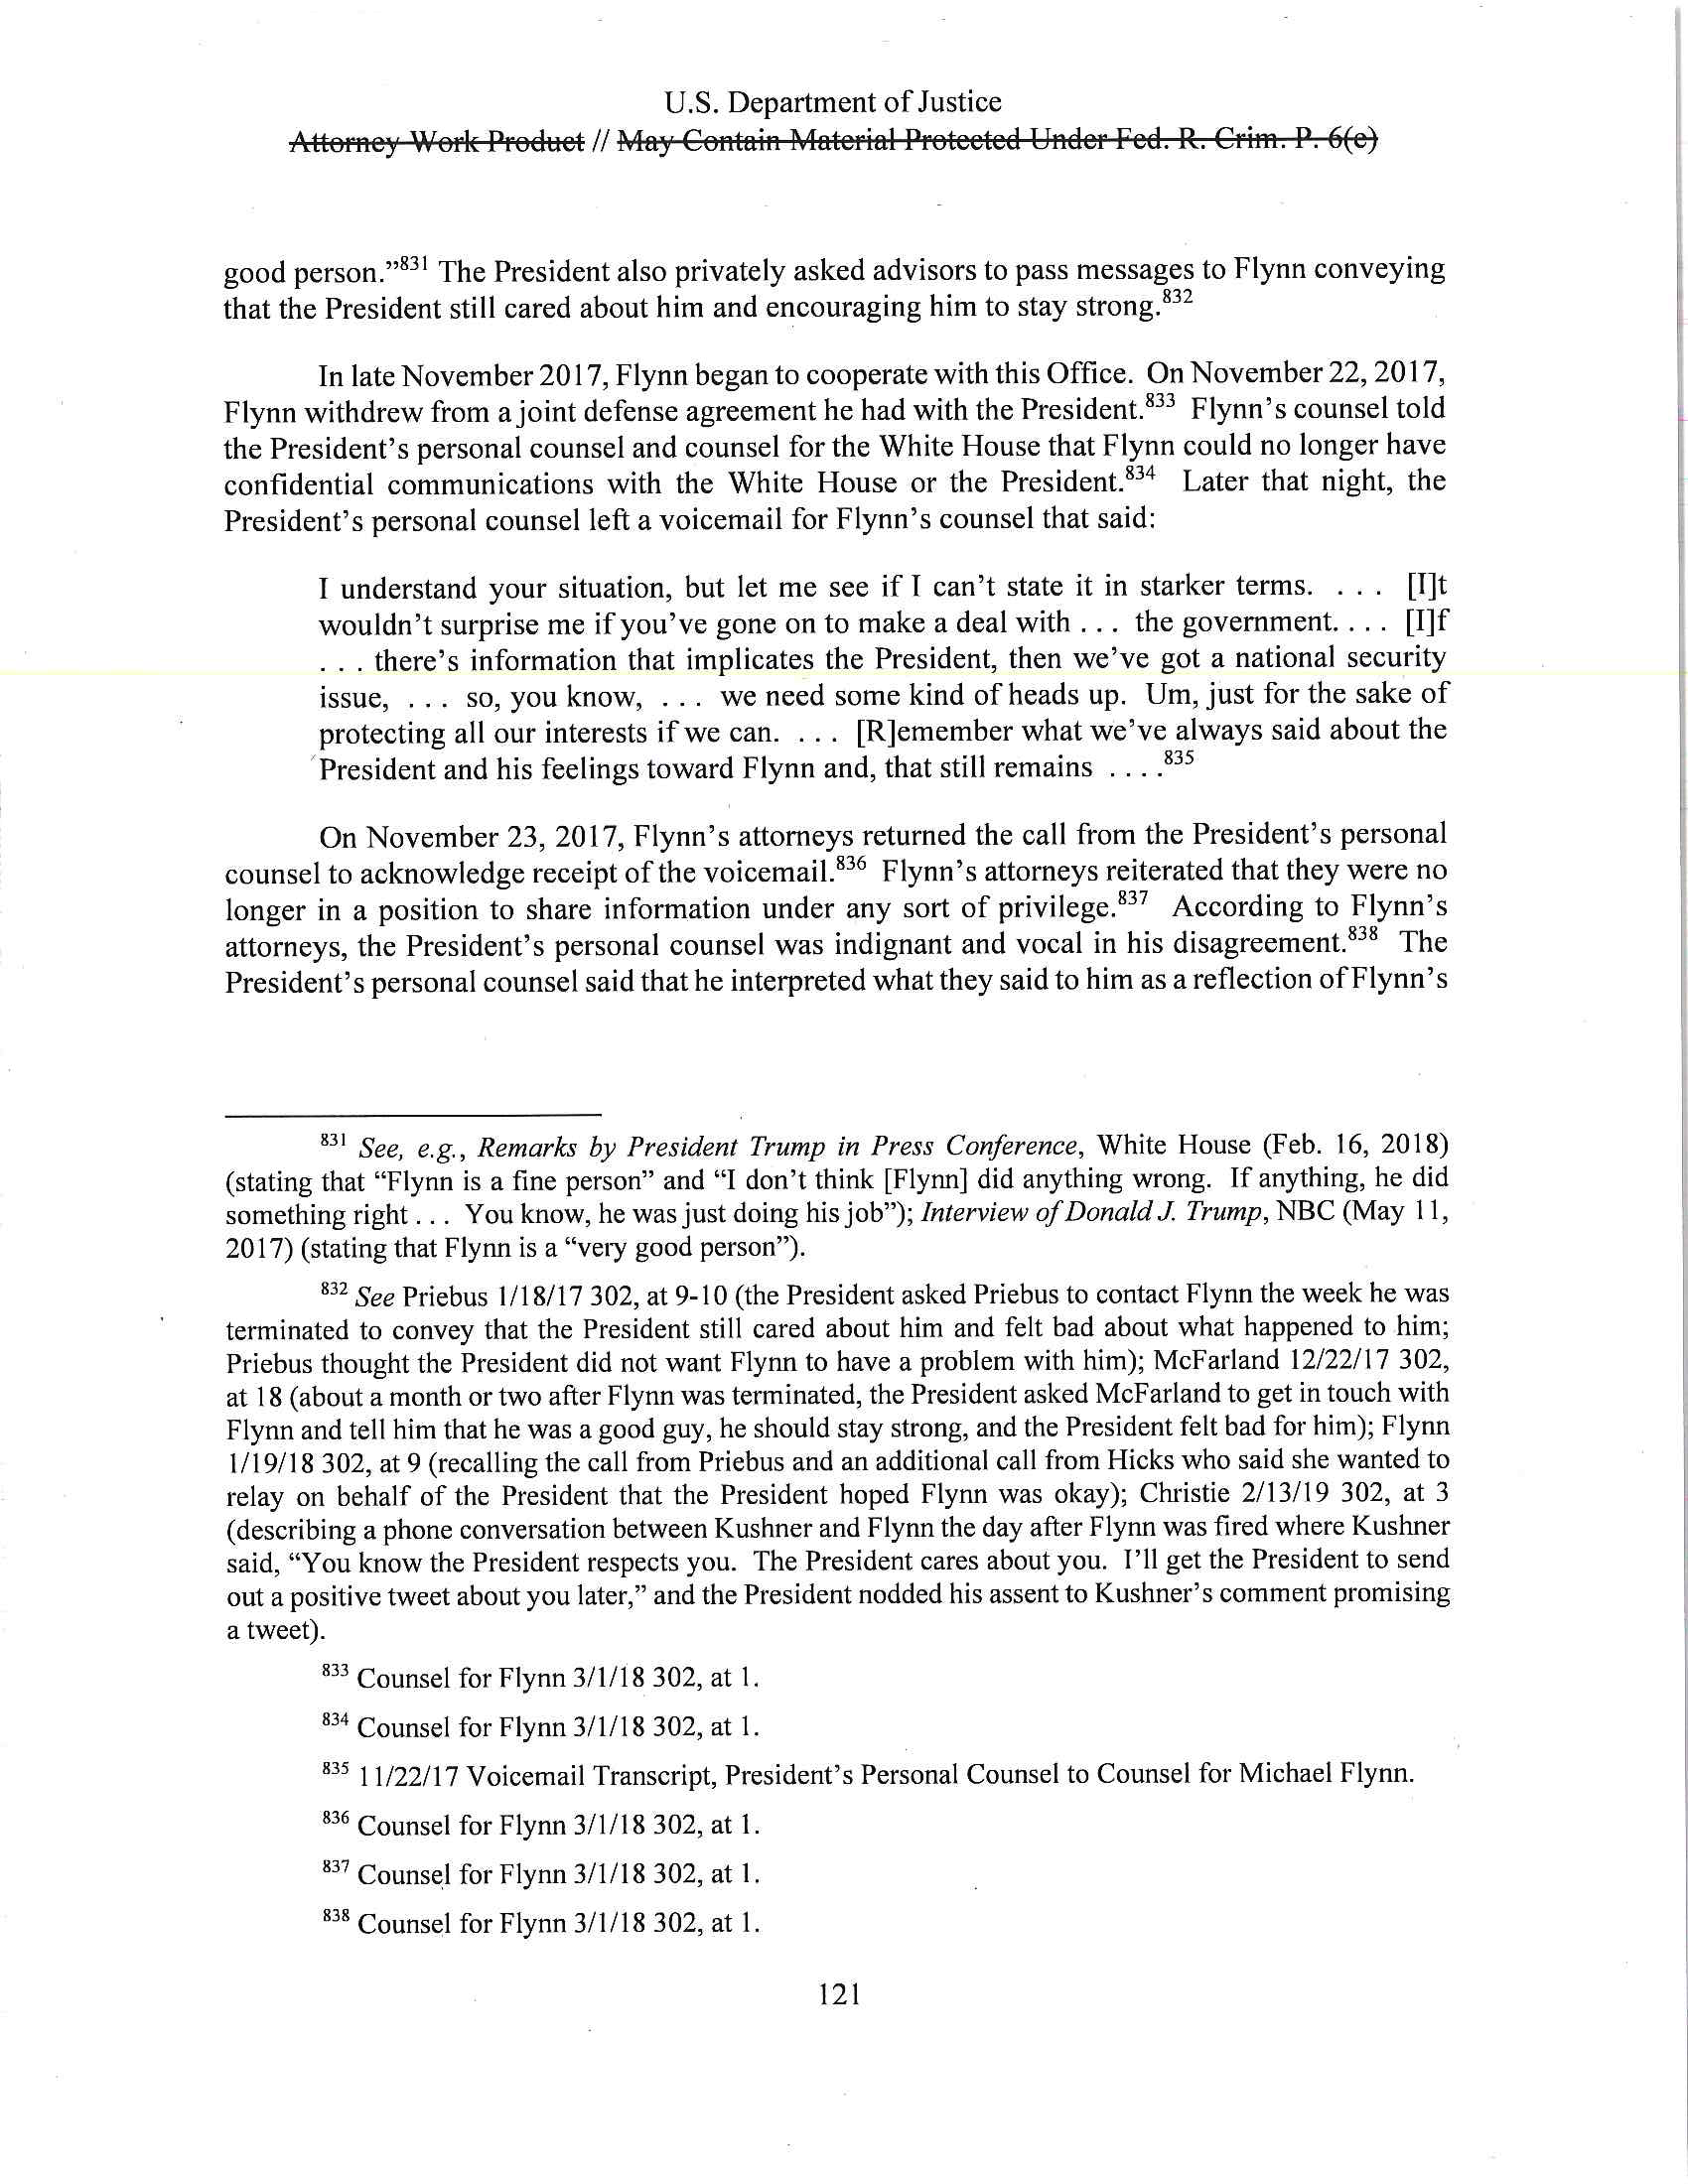 U.S. Department of Justice
Attorney Work Product // May Contain Material Protected Under Fed. R. Crim. P. 6(e)
good person.”831 The President also privately asked advisors to pass messages to Flynn conveying
that the President still cared about him and encouraging him to stay strong.832
In late November 2017, Flynn began to cooperate with this Office. On November 22, 2017,
Flynn withdrew from a joint defense agreement he had with the President.833 Flynn’s counsel told
the President’s personal counsel and counsel for the White House that Flynn could no longer have
confidential communications with the White House or the President.834 Later that night, the
President’s personal counsel left a voicemail for Flynn’s counsel that said:
I understand your situation, but let me see if I can’t state it in starker terms. . . . [I]t
wouldn’t surprise me if you’ve gone on to make a deal with . . . the government. . . . [I]f
. . . there’s information that implicates the President, then we’ve got a national security
issue, . . . so, you know, . . . we need some kind of heads up. Um, just for the sake of
protecting all our interests if we can. . . . [R]emember what we’ve always said about the
President and his feelings toward Flynn and, that still remains . . . .835
On November 23, 2017, Flynn’s attorneys returned the call from the President’s personal
counsel to acknowledge receipt of the voicemail.836 Flynn’s attorneys reiterated that they were no
longer in a position to share information under any sort of privilege.837 According to Flynn’s
attorneys, the President’s personal counsel was indignant and vocal in his disagreement.838 The
President’s personal counsel said that he interpreted what they said to him as a reflection of Flynn’s
831 See, e.g., Remarks by President Trump in Press Conference, White House (Feb. 16, 2018)
(stating that “Flynn is a fine person” and “I don’t think [Flynn] did anything wrong. If anything, he did
something right . . . You know, he was just doing his job”); Interview of Donald J. Trump, NBC (May 11,
2017) (stating that Flynn is a “very good person”).
832 See Priebus 1/18/17 302, at 9-10 (the President asked Priebus to contact Flynn the week he was
terminated to convey that the President still cared about him and felt bad about what happened to him;
Priebus thought the President did not want Flynn to have a problem with him); McFarland 12/22/17 302,
at 18 (about a month or two after Flynn was terminated, the President asked McFarland to get in touch with
Flynn and tell him that he was a good guy, he should stay strong, and the President felt bad for him); Flynn
1/19/18 302, at 9 (recalling the call from Priebus and an additional call from Hicks who said she wanted to
relay on behalf of the President that the President hoped Flynn was okay); Christie 2/13/19 302, at 3
(describing a phone conversation between Kushner and Flynn the day after Flynn was fired where Kushner
said, “You know the President respects you. The President cares about you. I’ll get the President to send
out a positive tweet about you later,” and the President nodded his assent to Kushner’s comment promising
a tweet).
833 Counsel for Flynn 3/1/18 302, at 1.
834 Counsel for Flynn 3/1/18 302, at 1.
835 11/22/17 Voicemail Transcript, President’s Personal Counsel to Counsel for Michael Flynn.
836 Counsel for Flynn 3/1/18 302, at 1.
837 Counsel for Flynn 3/1/18 302, at 1.
838 Counsel for Flynn 3/1/18 302, at 1.
121